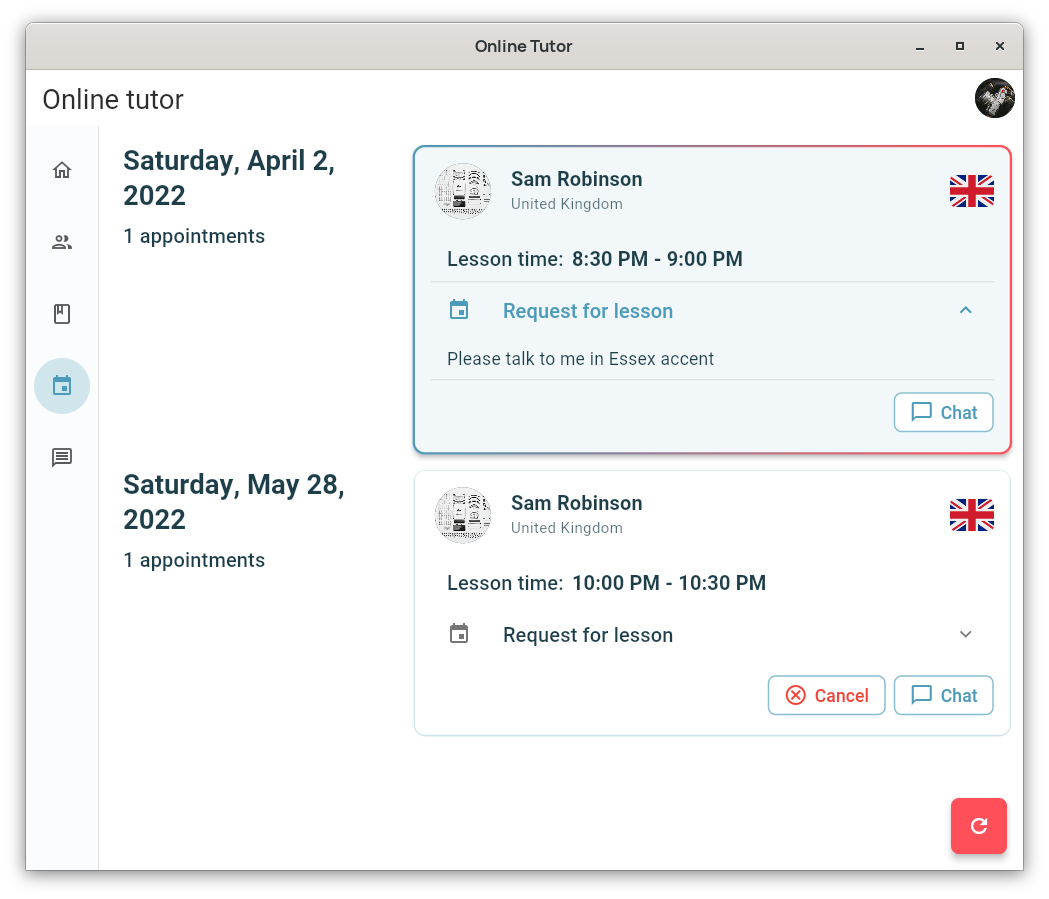 Online Tutor
Online tutor
Saturday, April 2,
2022
1 appointments
Sam Robinson
United Kingdom
Lesson time: 8:30 PM - 9:00 PM
Request for lesson
Please talk to me in Essex accent
Chat
Saturday, May 28,
2022
1 appointments
Sam Robinson
United Kingdom
Lesson time: 10:00 PM - 10:30 PM
Request for lesson
Cancel
Chat